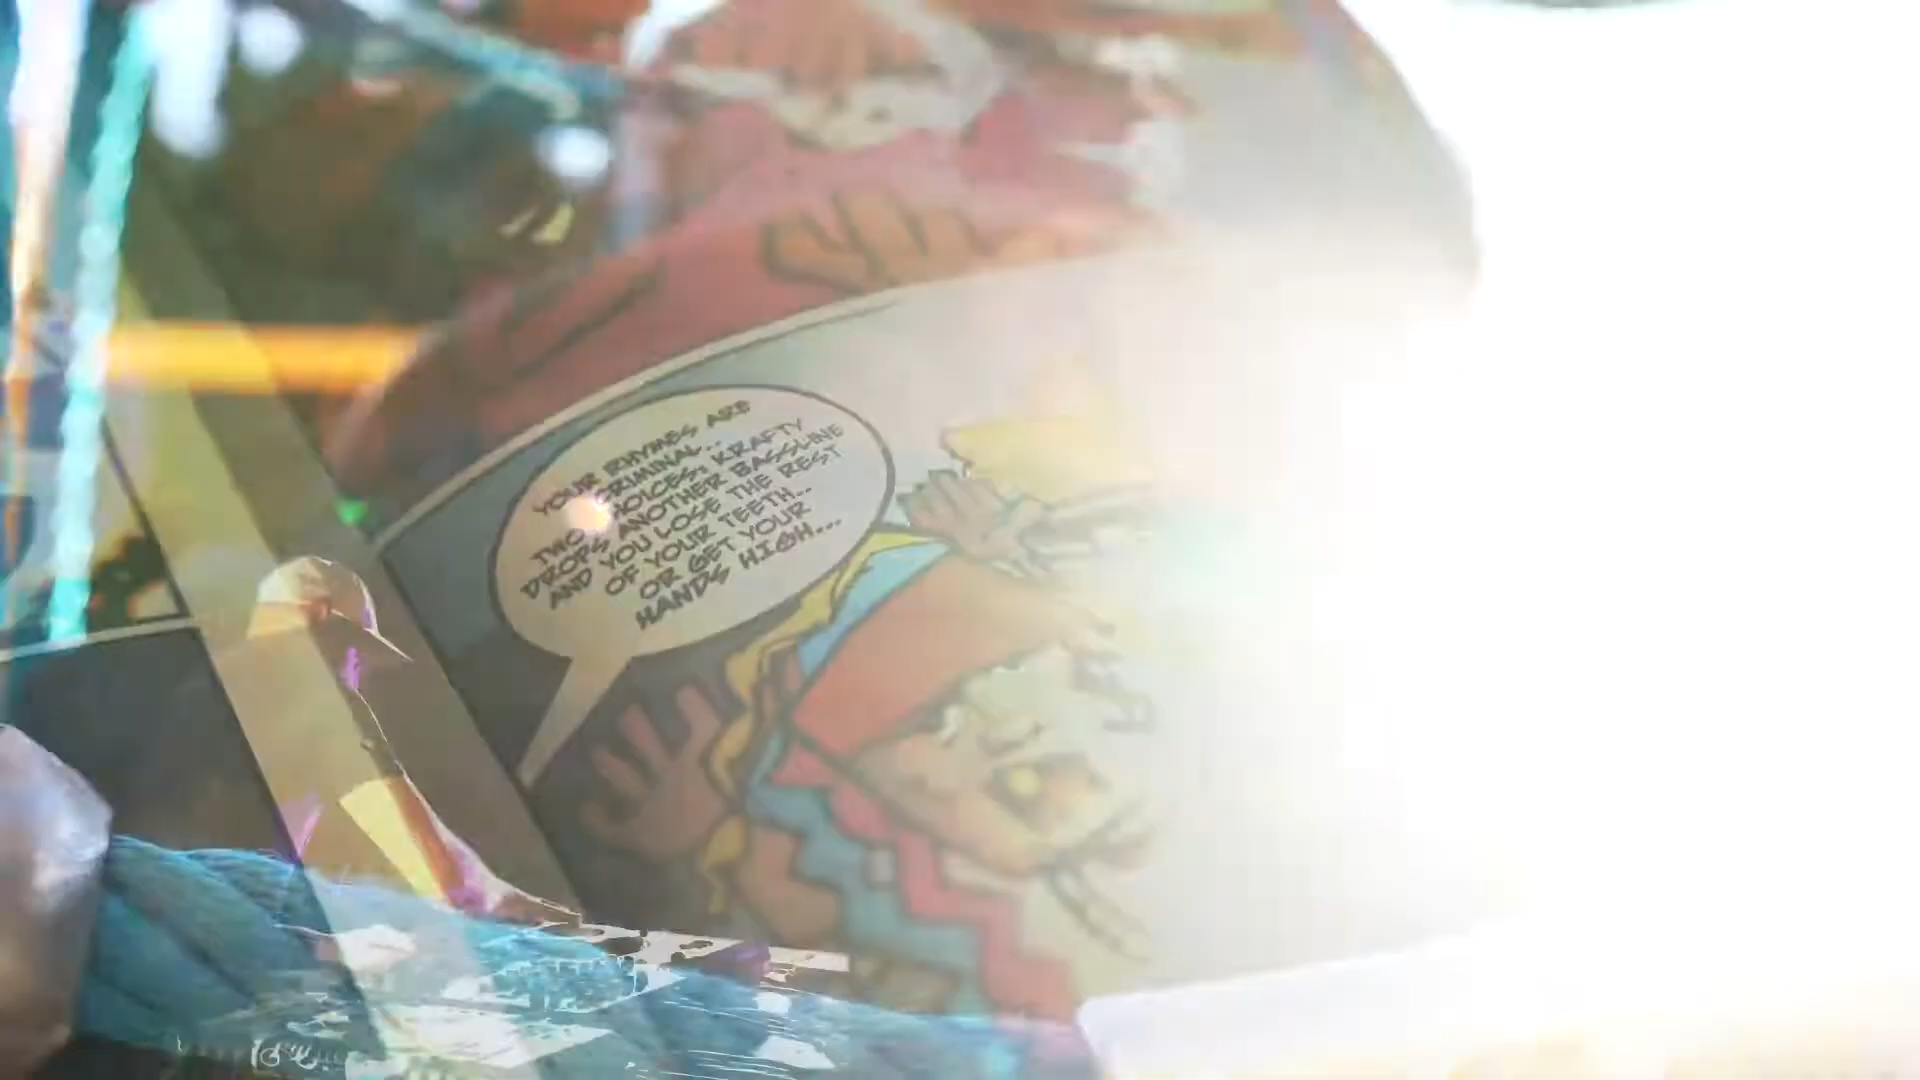 YOUR RHYMES ARE
CRIMINAL..
TWO CHOICES: KRAFTY
DROPS ANOTHER BASSLINE
AND YOU LOSE THE REST
OF YOUR TEETH..
OR GET YOUR
HANDS HIGH...